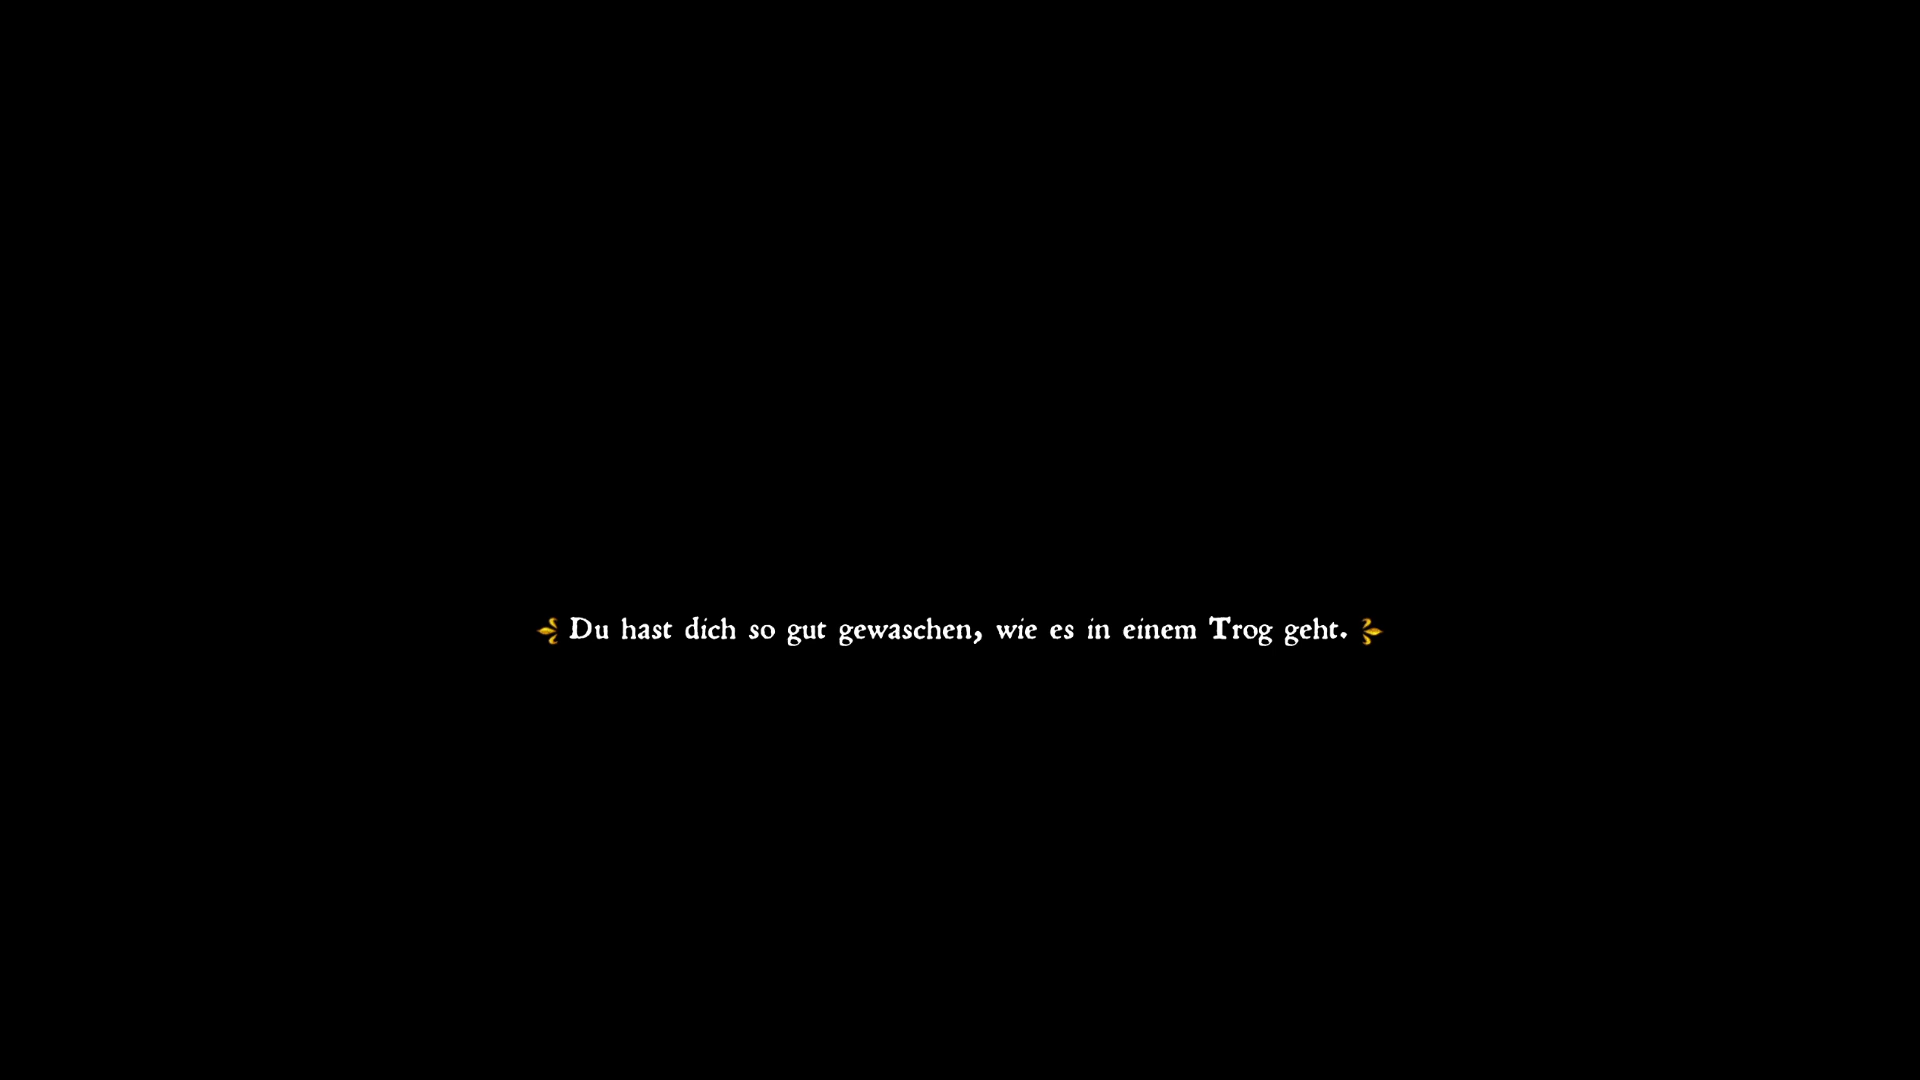 Du hast dich so gut gewaschen, wie es in einem Trog geht.